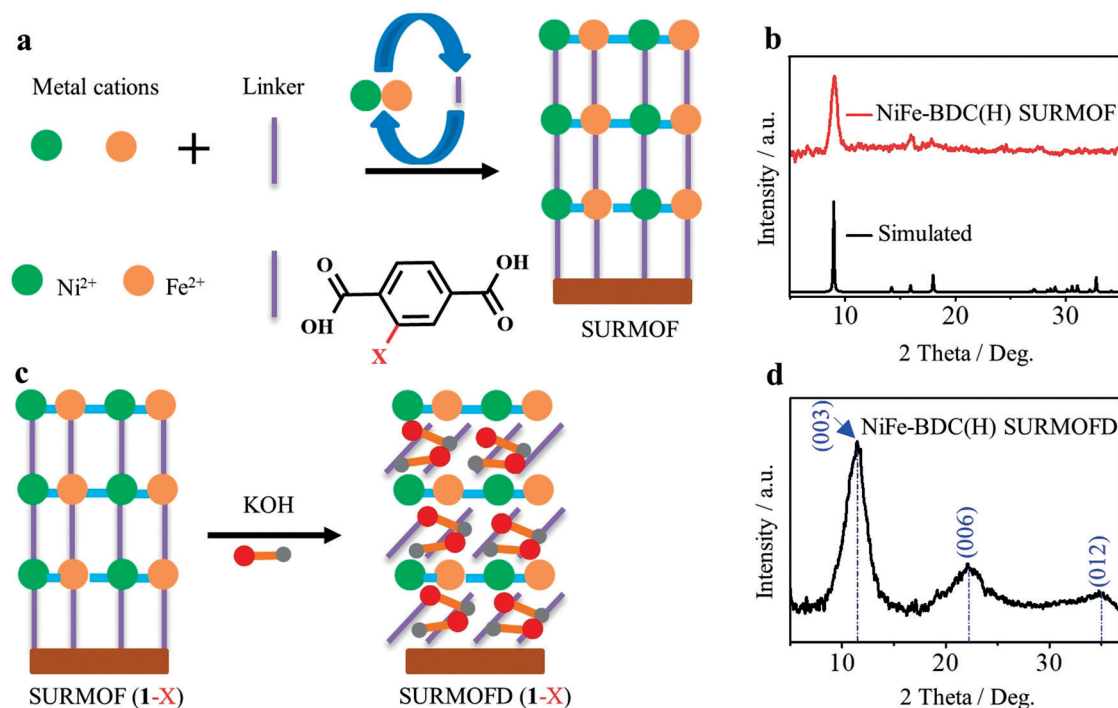 a
Metal cations
+
Linker
Ni²⁺
Fe²⁺
O
OH
X
OH
O
SURMOF
b
Intensity / a.u.
NiFe-BDC(H) SURMOF
Simulated
10
20
30
2 Theta / Deg.
c
KOH
SURMOF (1-X)
SURMOFD (1-X)
d
Intensity / a.u.
(003)
NiFe-BDC(H) SURMOFD
(006)
(012)
10
20
30
2 Theta / Deg.